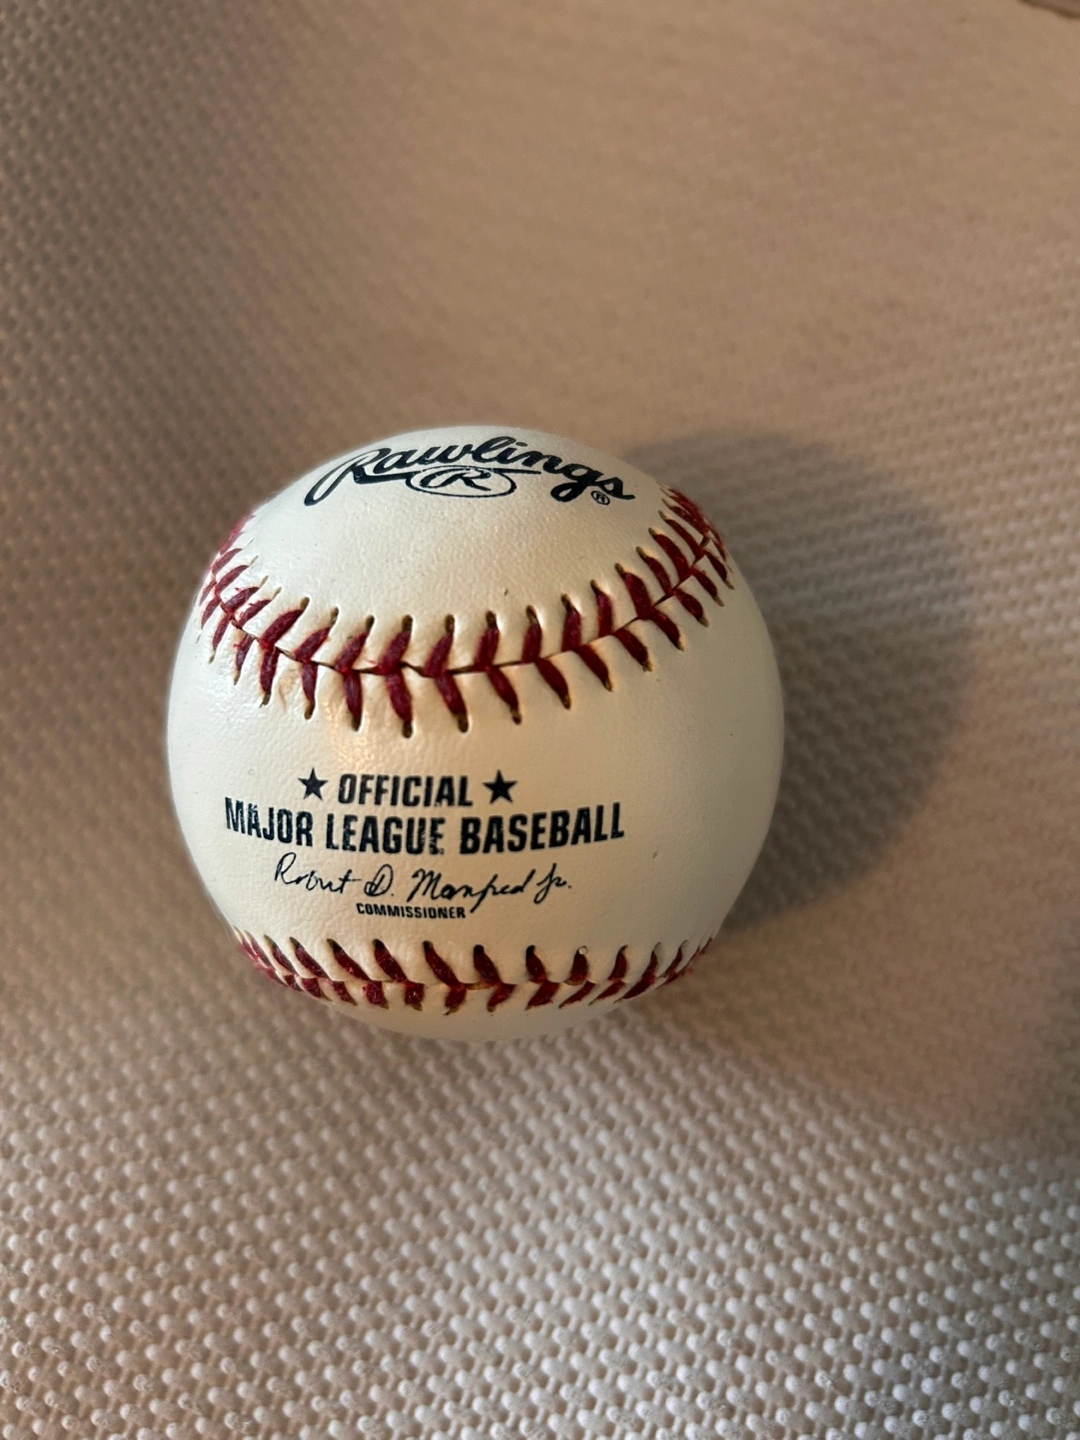 Rawlings®
R
★ OFFICIAL ★
MAJOR LEAGUE BASEBALL
Robert D. Manfred Jr.
COMMISSIONER